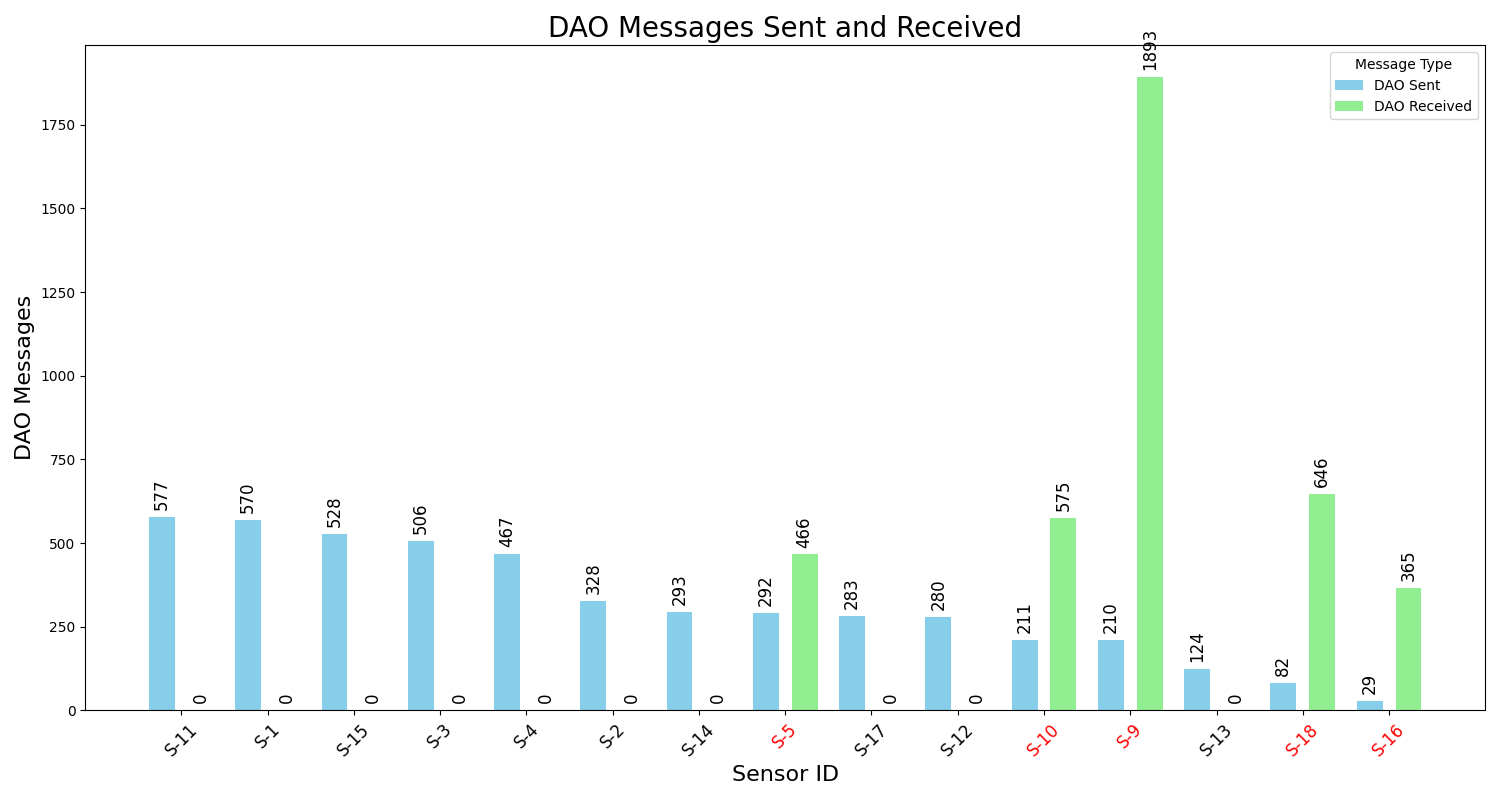 DAO Messages Sent and Received
Message Type
DAO Sent
DAO Received
DAO Messages
1750
1500
1250
1000
750
500
250
0
577
0
570
0
528
0
506
0
467
0
328
0
293
0
292
466
283
0
280
0
211
575
210
1893
124
0
82
646
29
365
S-11
S-1
S-15
S-3
S-4
S-2
S-14
S-5
S-17
S-12
S-10
S-9
S-13
S-18
S-16
Sensor ID